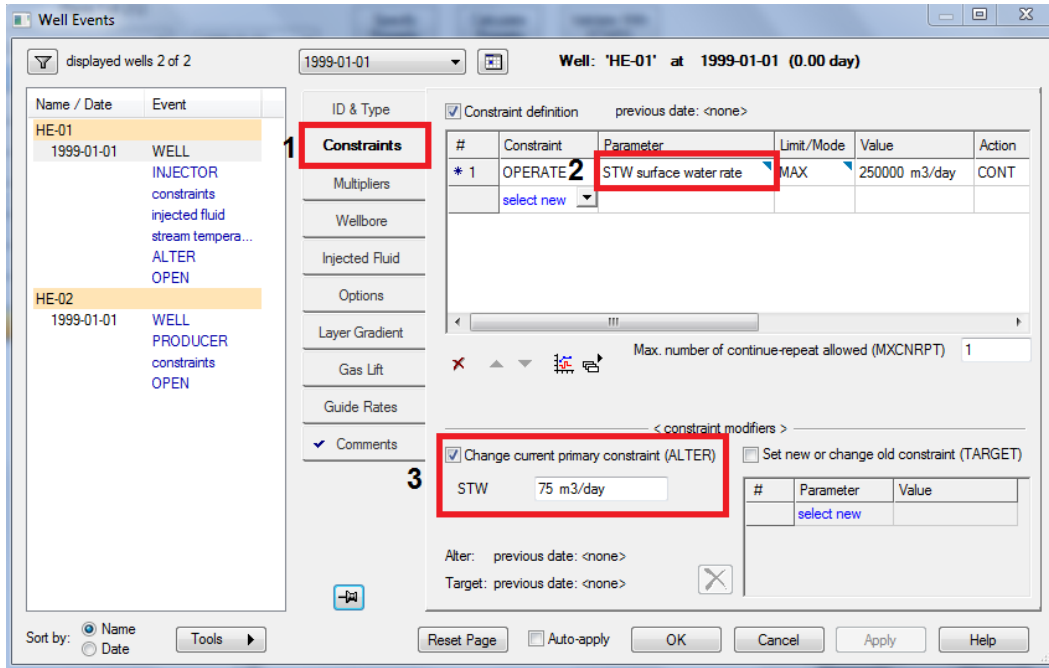 Well Events
displayed wells 2 of 2
1999-01-01
Well: 'HE-01' at 1999-01-01 (0.00 day)
Name / Date Event
HE-01
1999-01-01 WELL
INJECTOR
constraints
injected fluid
stream tempera...
ALTER
OPEN
HE-02
1999-01-01 WELL
PRODUCER
constraints
OPEN
ID & Type
1 Constraints
Multipliers
Wellbore
Injected Fluid
Options
Layer Gradient
Gas Lift
Guide Rates
Comments
Constraint definition previous date: <none>
# Constraint Parameter Limit/Mode Value Action
* 1 OPERATE 2 STW surface water rate MAX 250000 m3/day CONT
select new
Max. number of continue-repeat allowed (MXCNRPT) 1
< constraint modifiers >
3
Change current primary constraint (ALTER)
STW 75 m3/day
Set new or change old constraint (TARGET)
# Parameter Value
select new
Alter: previous date: <none>
Target: previous date: <none>
Sort by: Name
Date
Tools
Reset Page Auto-apply OK Cancel Apply Help